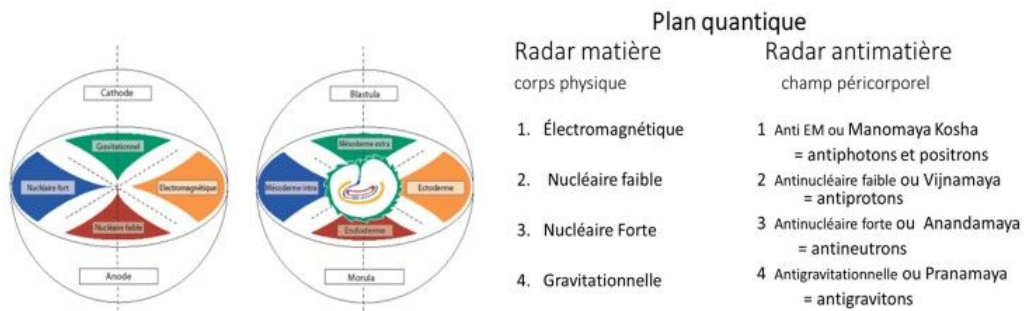 Cathode
Gravitationnel
Nucléaire fort
Electromagnétique
Nucléaire faible
Anode
Blastula
Mésoderme extra
Mésoderme intra
Ectoderme
Endoderme
Morula
Plan quantique
Radar matière
corps physique
1. Électromagnétique
2. Nucléaire faible
3. Nucléaire Forte
4. Gravitationnelle
Radar antimatière
champ péricorporel
1 Anti EM ou Manomaya Kosha
= antiphotons et positrons
2 Antinucléaire faible ou Vijnamaya
= antiprotons
3 Antinucléaire forte ou Anandamaya
= antineutrons
4 Antigravitationnelle ou Pranamaya
= antigravitons